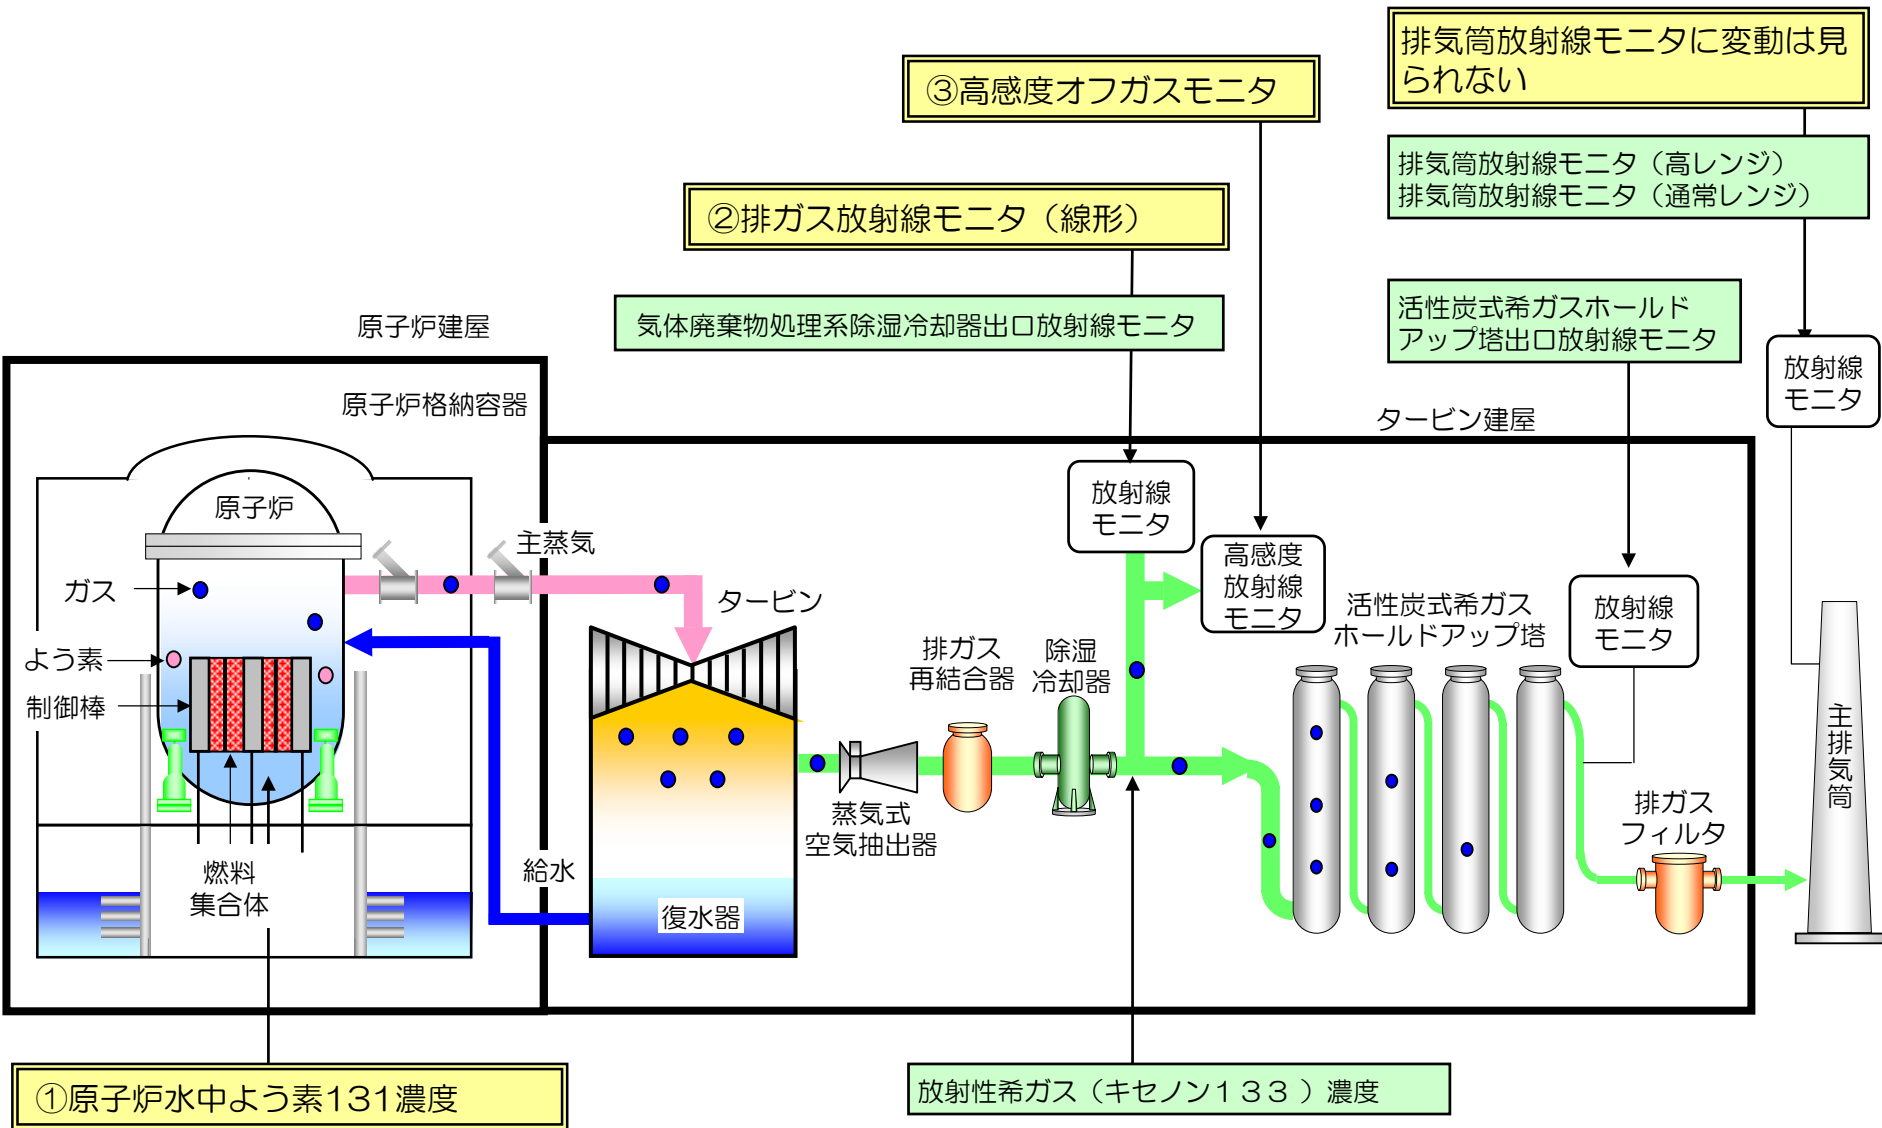 排気筒放射線モニタに変動は見
られない
③高感度オフガスモニタ
排気筒放射線モニタ（高レンジ）
排気筒放射線モニタ（通常レンジ）
②排ガス放射線モニタ（線形）
気体廃棄物処理系除湿冷却器出口放射線モニタ
活性炭式希ガスホールド
アップ塔出口放射線モニタ
原子炉建屋
放射線
モニタ
原子炉格納容器
タービン建屋
放射線
モニタ
原子炉
主蒸気
高感度
放射線
モニタ
ガス
タービン
活性炭式希ガス
ホールドアップ塔
放射線
モニタ
よう素
排ガス
再結合器
除湿
冷却器
制御棒
主排気筒
蒸気式
空気抽出器
排ガス
フィルタ
燃料
集合体
給水
復水器
①原子炉水中よう素131濃度
放射性希ガス（キセノン１３３ ）濃度